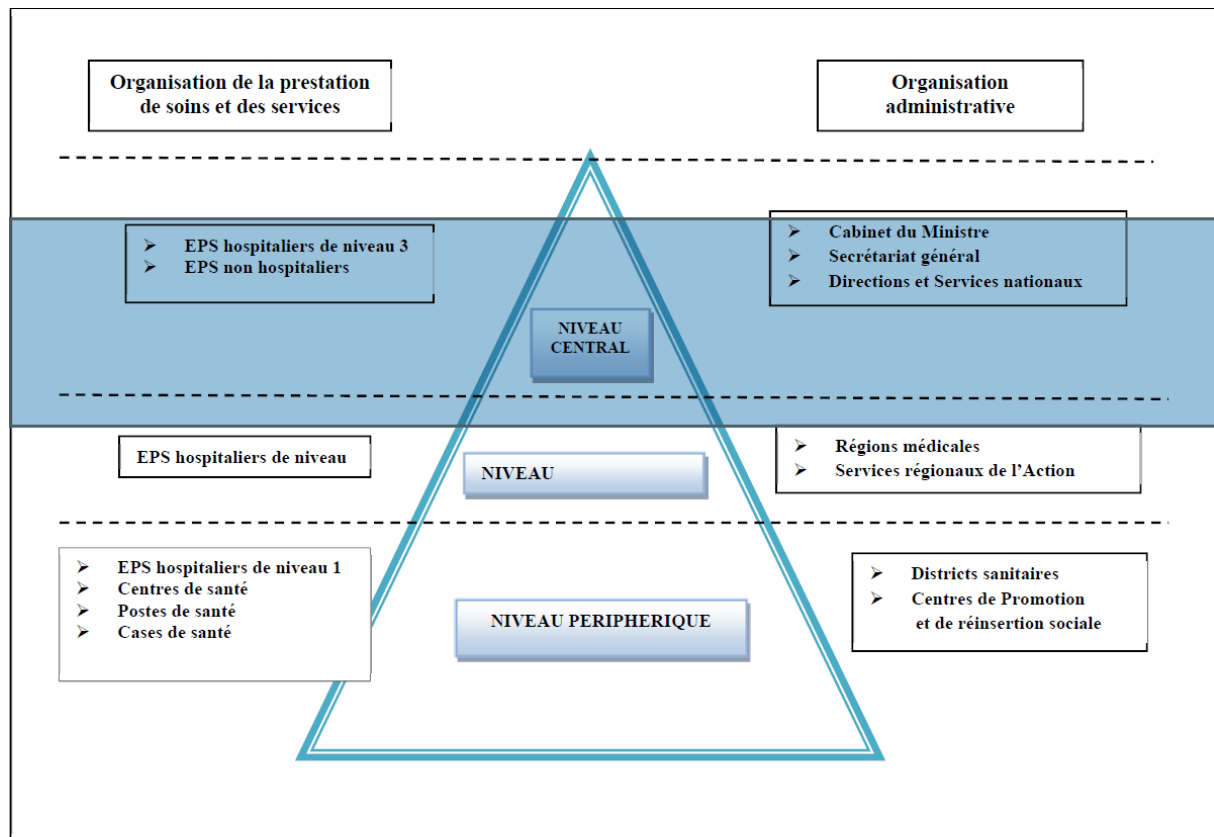 Organisation de la prestation
de soins et des services
Organisation
administrative
➢ EPS hospitaliers de niveau 3
➢ EPS non hospitaliers
➢ Cabinet du Ministre
➢ Secrétariat général
➢ Directions et Services nationaux
NIVEAU
CENTRAL
EPS hospitaliers de niveau
NIVEAU
➢ Régions médicales
➢ Services régionaux de l’Action
➢ EPS hospitaliers de niveau 1
➢ Centres de santé
➢ Postes de santé
➢ Cases de santé
NIVEAU PERIPHERIQUE
➢ Districts sanitaires
➢ Centres de Promotion
et de réinsertion sociale